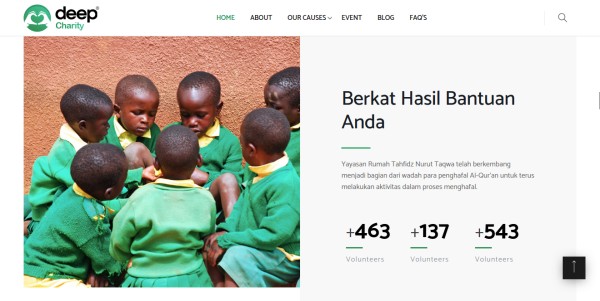 deep®
Charity
HOME ABOUT OUR CAUSES EVENT BLOG FAQ'S
Berkat Hasil Bantuan
Anda
Yayasan Rumah Tahfidz Nurut Taqwa telah berkembang
menjadi bagian dari wadah para penghafal Al-Qur'an untuk terus
melakukan aktivitas dalam proses menghafal.
+463 +137 +543
Volunteers Volunteers Volunteers